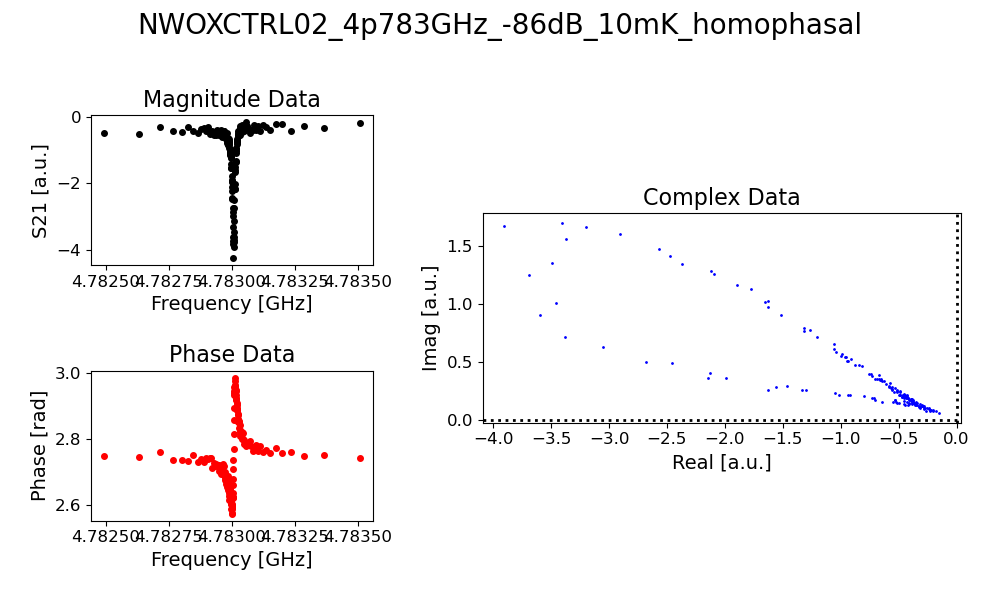 NWOXCTRL02_4p783GHz_-86dB_10mK_homophasal
Magnitude Data
0
−2
−4
S21 [a.u.]
4.78250 4.78275 4.78300 4.78325 4.78350
Frequency [GHz]
Phase Data
3.0
2.8
2.6
Phase [rad]
4.78250 4.78275 4.78300 4.78325 4.78350
Frequency [GHz]
Complex Data
1.5
1.0
0.5
0.0
Imag [a.u.]
−4.0 −3.5 −3.0 −2.5 −2.0 −1.5 −1.0 −0.5 0.0
Real [a.u.]